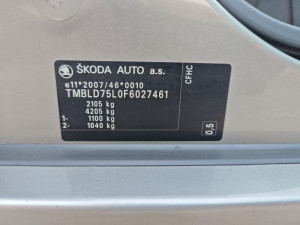 ŠKODA AUTO a.s.
e11*2007/46*0010
TMBLD75L0F6027461
2105 kg
4205 kg
1- 1100 kg
2- 1040 kg
CFHC
0.5